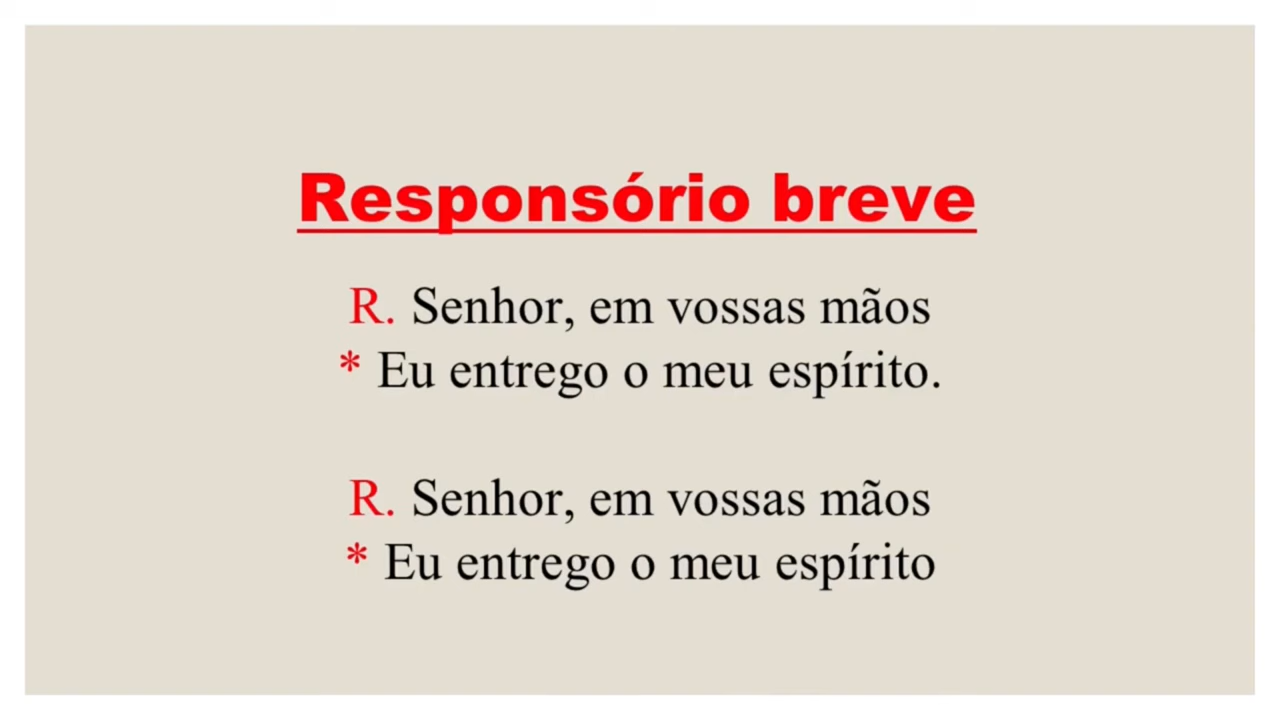 Responsório breve
R. Senhor, em vossas mãos
* Eu entrego o meu espírito.
R. Senhor, em vossas mãos
* Eu entrego o meu espírito